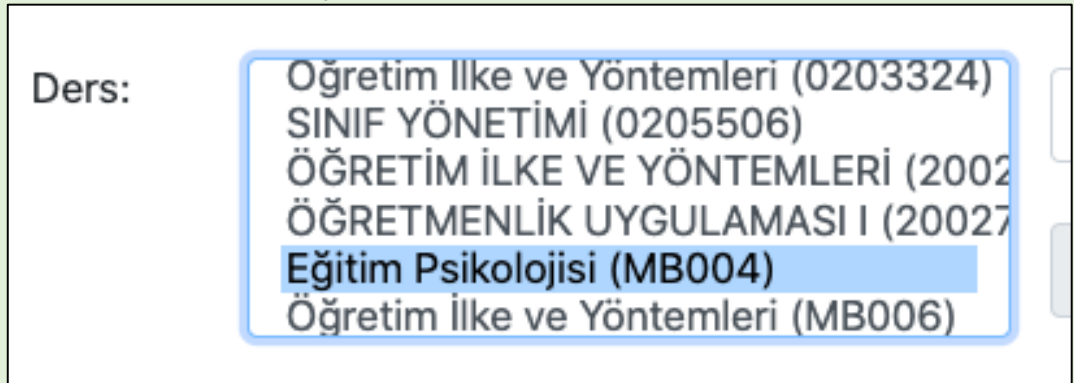 Ders:
Öğretim İlke ve Yöntemleri (0203324)
SINIF YÖNETİMİ (0205506)
ÖĞRETİM İLKE VE YÖNTEMLERİ (2002
ÖĞRETMENLİK UYGULAMASI I (20027
Eğitim Psikolojisi (MB004)
Öğretim İlke ve Yöntemleri (MB006)